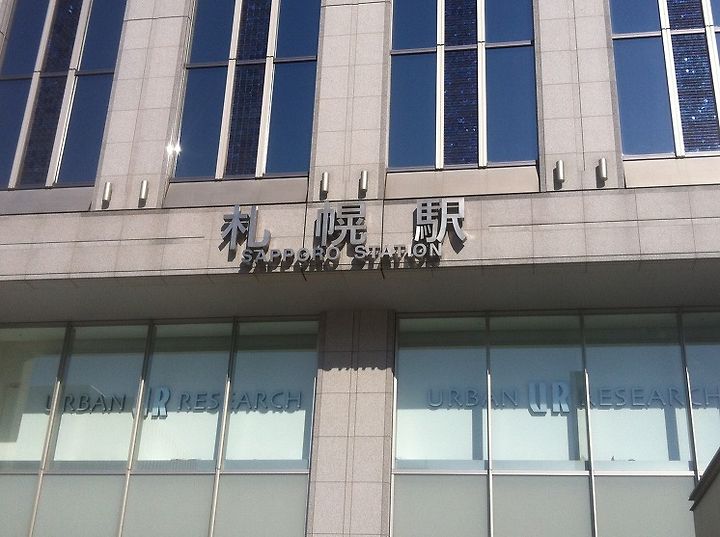 札幌駅
SAPPORO STATION
URBAN UR RESEARCH
URBAN UR RESEARCH